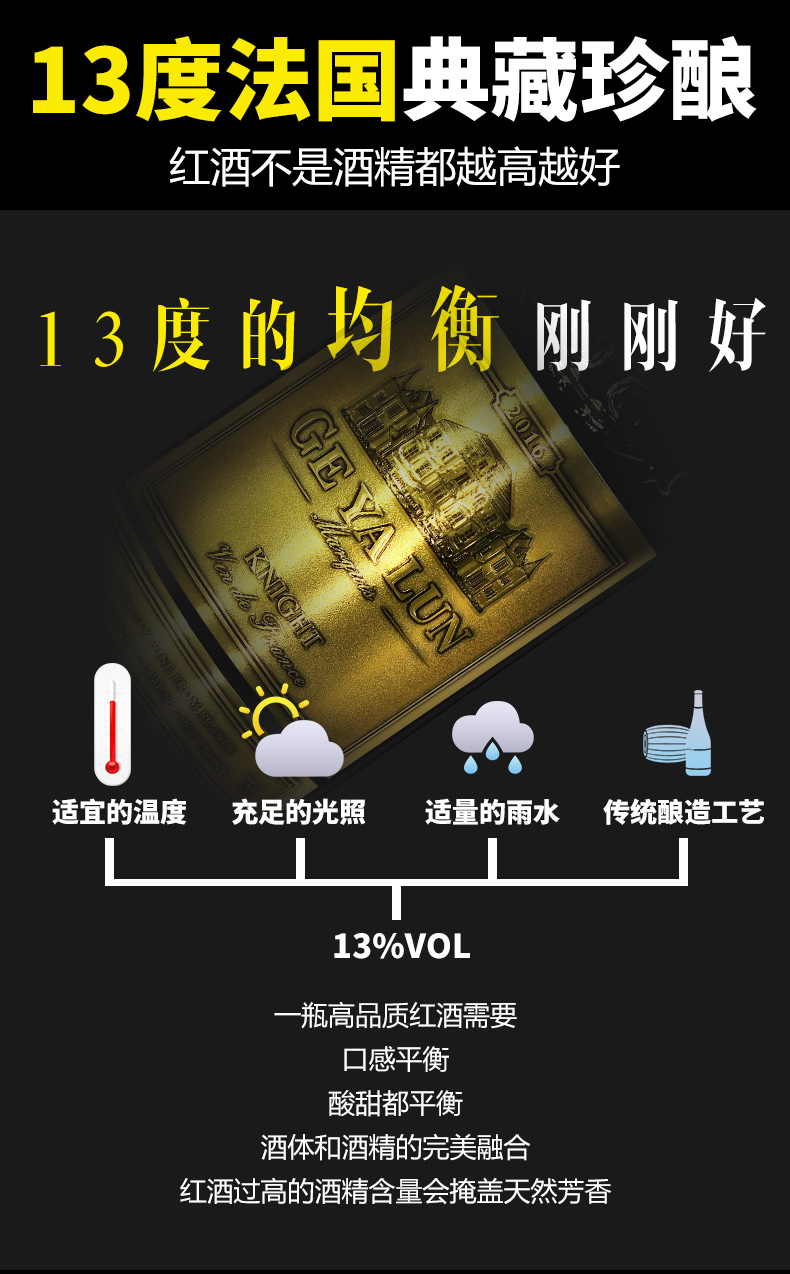 13度法国典藏珍酿
红酒不是酒精都越高越好
13度的均衡刚刚好
2016
GE YA LUN
Marquis
KNIGHT
Vin de France
适宜的温度
充足的光照
适量的雨水
传统酿造工艺
13%VOL
一瓶高品质红酒需要
口感平衡
酸甜都平衡
酒体和酒精的完美融合
红酒过高的酒精含量会掩盖天然芳香